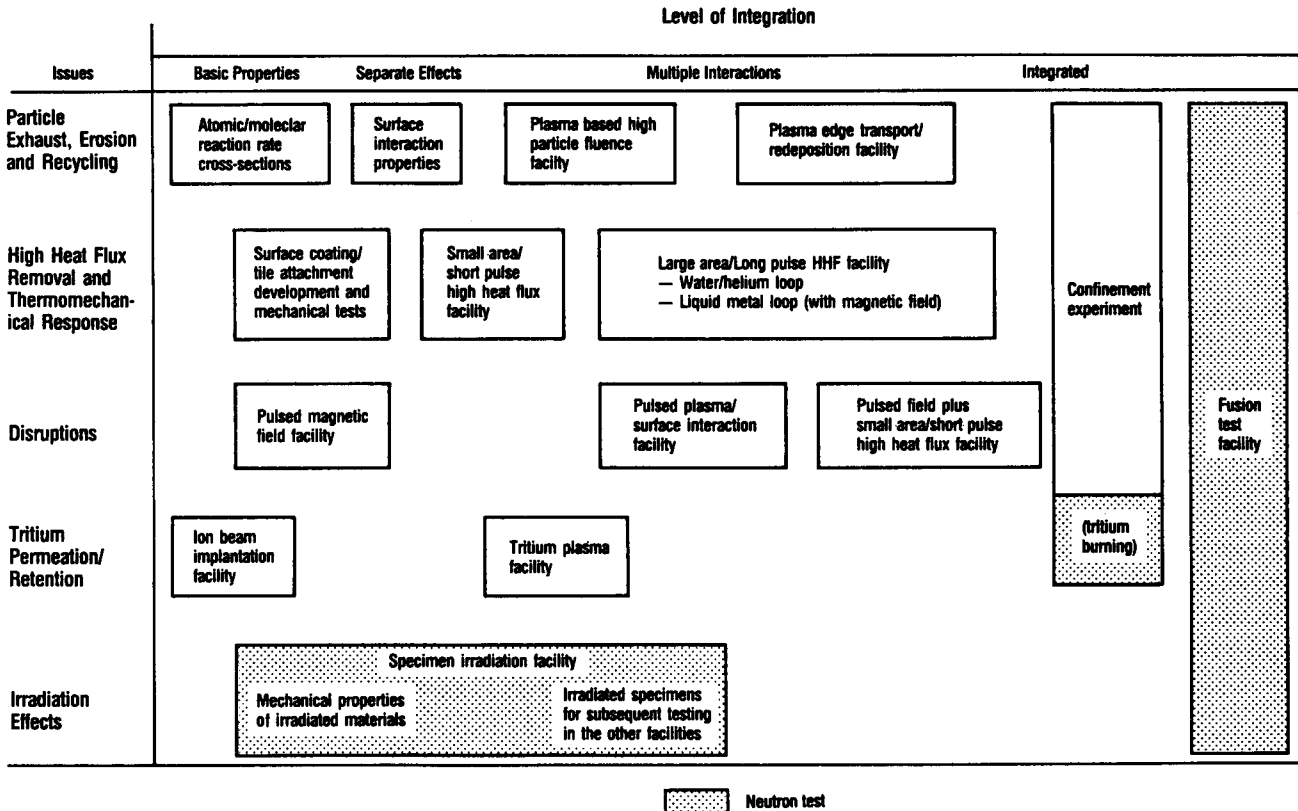 Level of Integration
Issues
Basic Properties
Separate Effects
Multiple Interactions
Integrated
Particle
Exhaust, Erosion
and Recycling
Atomic/moleclar
reaction rate
cross-sections
Surface
interaction
properties
Plasma based high
particle fluence
facilty
Plasma edge transport/
redeposition facility
High Heat Flux
Removal and
Thermomechan-
ical Response
Surface coating/
tile attachment
development and
mechanical tests
Small area/
short pulse
high heat flux
facility
Large area/Long pulse HHF facility
— Water/helium loop
— Liquid metal loop (with magnetic field)
Confinement
experiment
Disruptions
Pulsed magnetic
field facility
Pulsed plasma/
surface interaction
facility
Pulsed field plus
small area/short pulse
high heat flux facility
Fusion
test
facility
Tritium
Permeation/
Retention
Ion beam
implantation
facility
Tritium plasma
facility
(tritium
burning)
Irradiation
Effects
Specimen irradiation facility
Mechanical properties
of irradiated materials
Irradiated specimens
for subsequent testing
in the other facilities
Neutron test